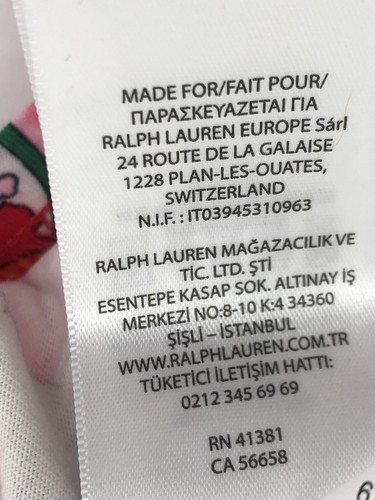 MADE FOR/FAIT POUR/
ΠΑΡΑΣΚΕΥΑΖΕΤΑΙ ΓΙΑ
RALPH LAUREN EUROPE Sárl
24 ROUTE DE LA GALAISE
1228 PLAN-LES-OUATES,
SWITZERLAND
N.I.F. : IT03945310963
RALPH LAUREN MAĞAZACILIK VE
TİC. LTD. ŞTİ
ESENTEPE KASAP SOK. ALTINAY İŞ
MERKEZİ NO:8-10 K:4 34360
ŞİŞLİ – İSTANBUL
WWW.RALPHLAUREN.COM.TR
TÜKETİCİ İLETİŞİM HATTI:
0212 345 69 69
RN 41381
CA 56658
6